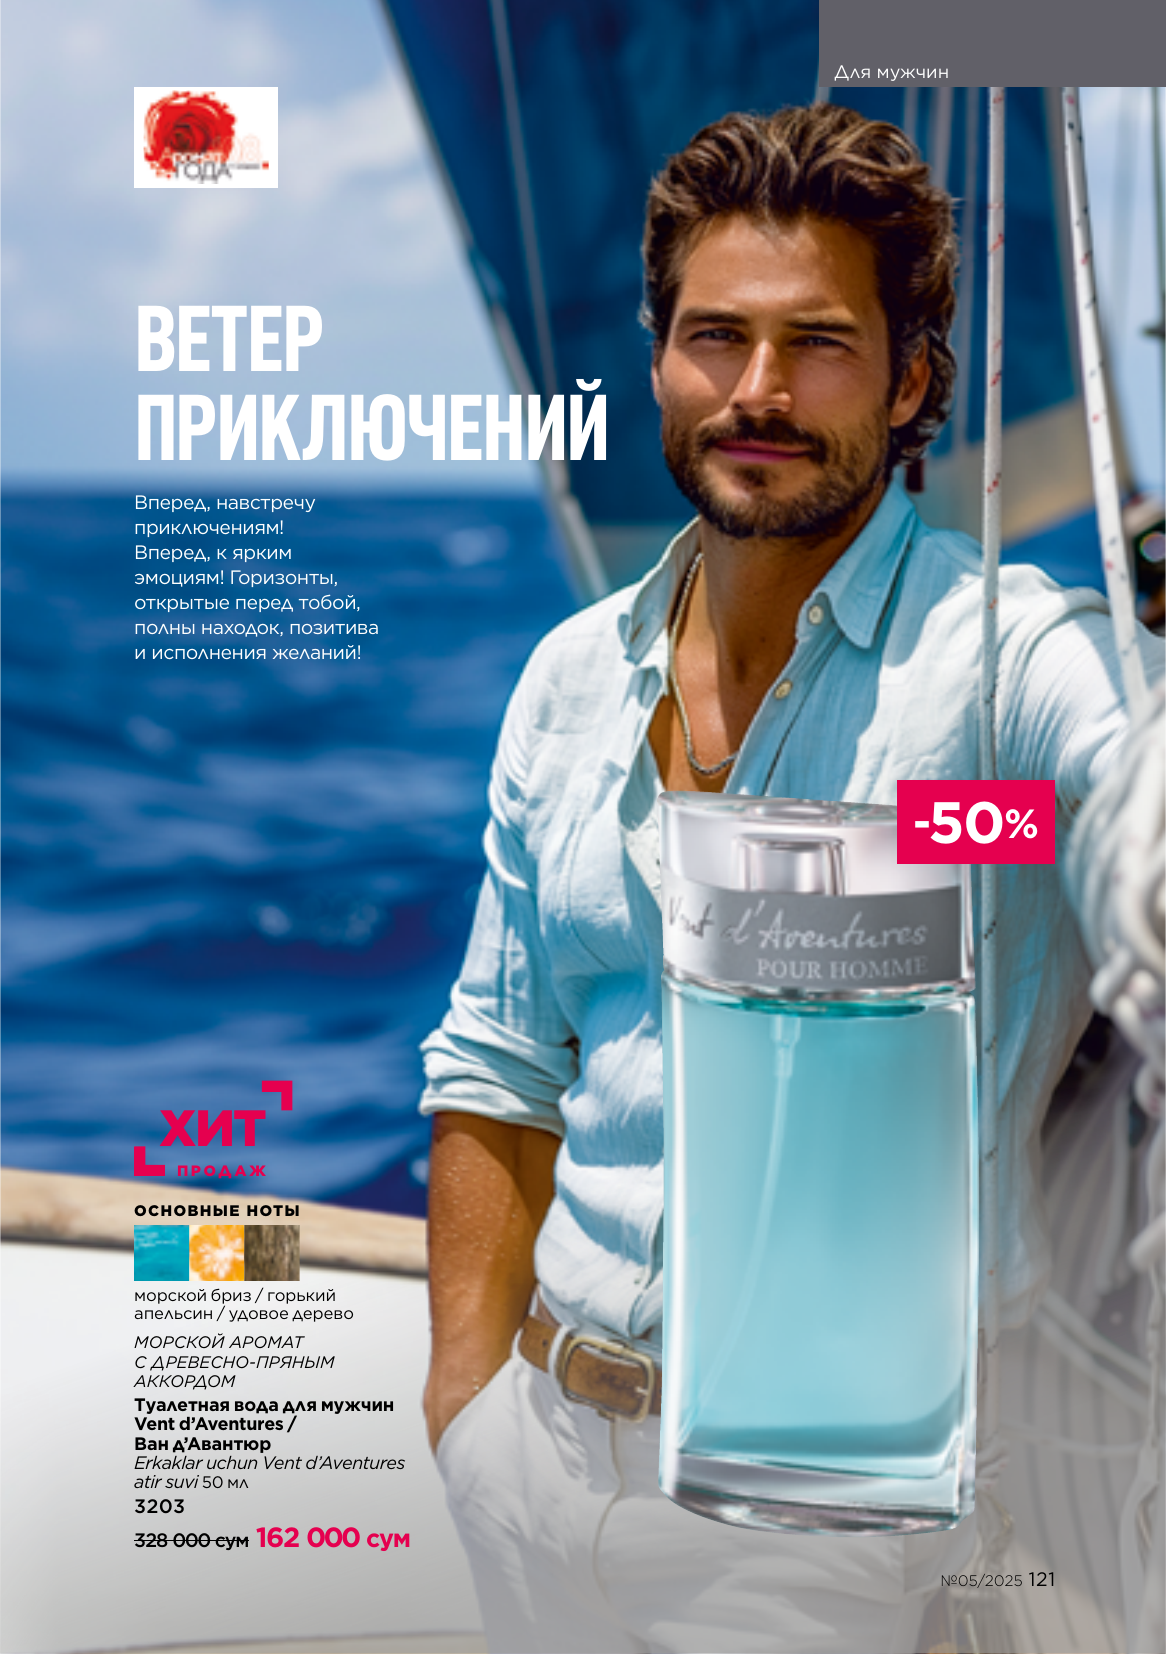 Для мужчин
Аромат
ГОДА
ВЕТЕР
ПРИКЛЮЧЕНИЙ
Вперед, навстречу
приключениям!
Вперед, к ярким
эмоциям! Горизонты,
открытые перед тобой,
полны находок, позитива
и исполнения желаний!
-50%
Vent d'Aventures
POUR HOMME
ХИТ
ПРОДАЖ
ОСНОВНЫЕ НОТЫ
морской бриз / горький
апельсин / удовое дерево
МОРСКОЙ АРОМАТ
С ДРЕВЕСНО-ПРЯНЫМ
АККОРДОМ
Туалетная вода для мужчин
Vent d’Aventures /
Ван д’Авантюр
Erkaklar uchun Vent d’Aventures
atir suvi 50 мл
3203
328 000 сум 162 000 сум
№05/2025 121